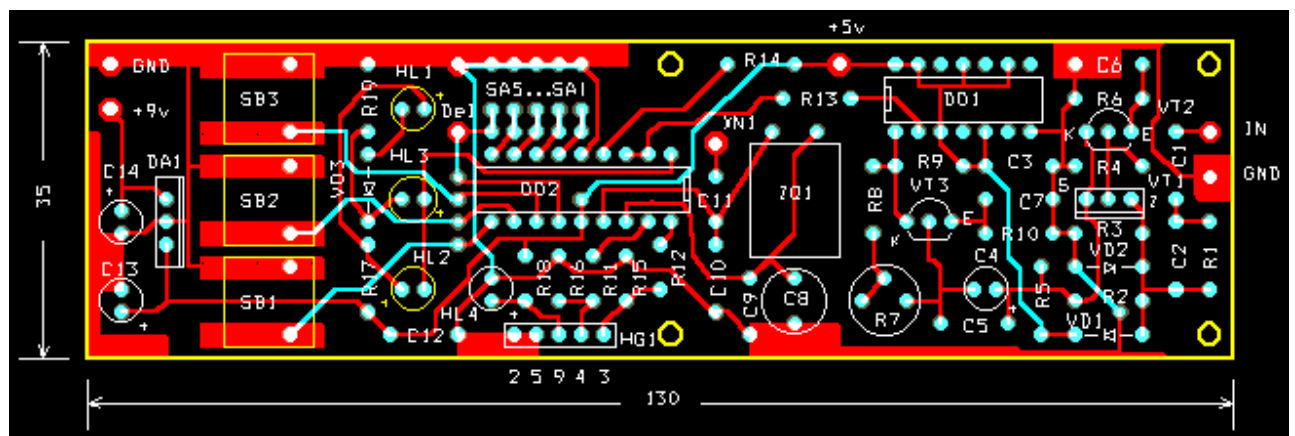 +5v
GND
+9v
SB3
R19
HL1
+
Del
SA5...SA1
R14
R13
DD1
C6
R6
VT2
K
E
IN
GND
C1
R4
VT1
DA1
C14
+
SB2
VD3
HL3
+
DD2
C11
ZQ1
R8
R9
VT3
K
E
C3
C7
R10
R3
VD2
35
C13
+
SB1
R17
HL2
+
HL4
+
R18
R16
R11
R15
R12
C10
C9
C8
R7
C4
+
C5
R5
R2
VD1
C2
R1
C12
HG1
2 5 9 4 3
130